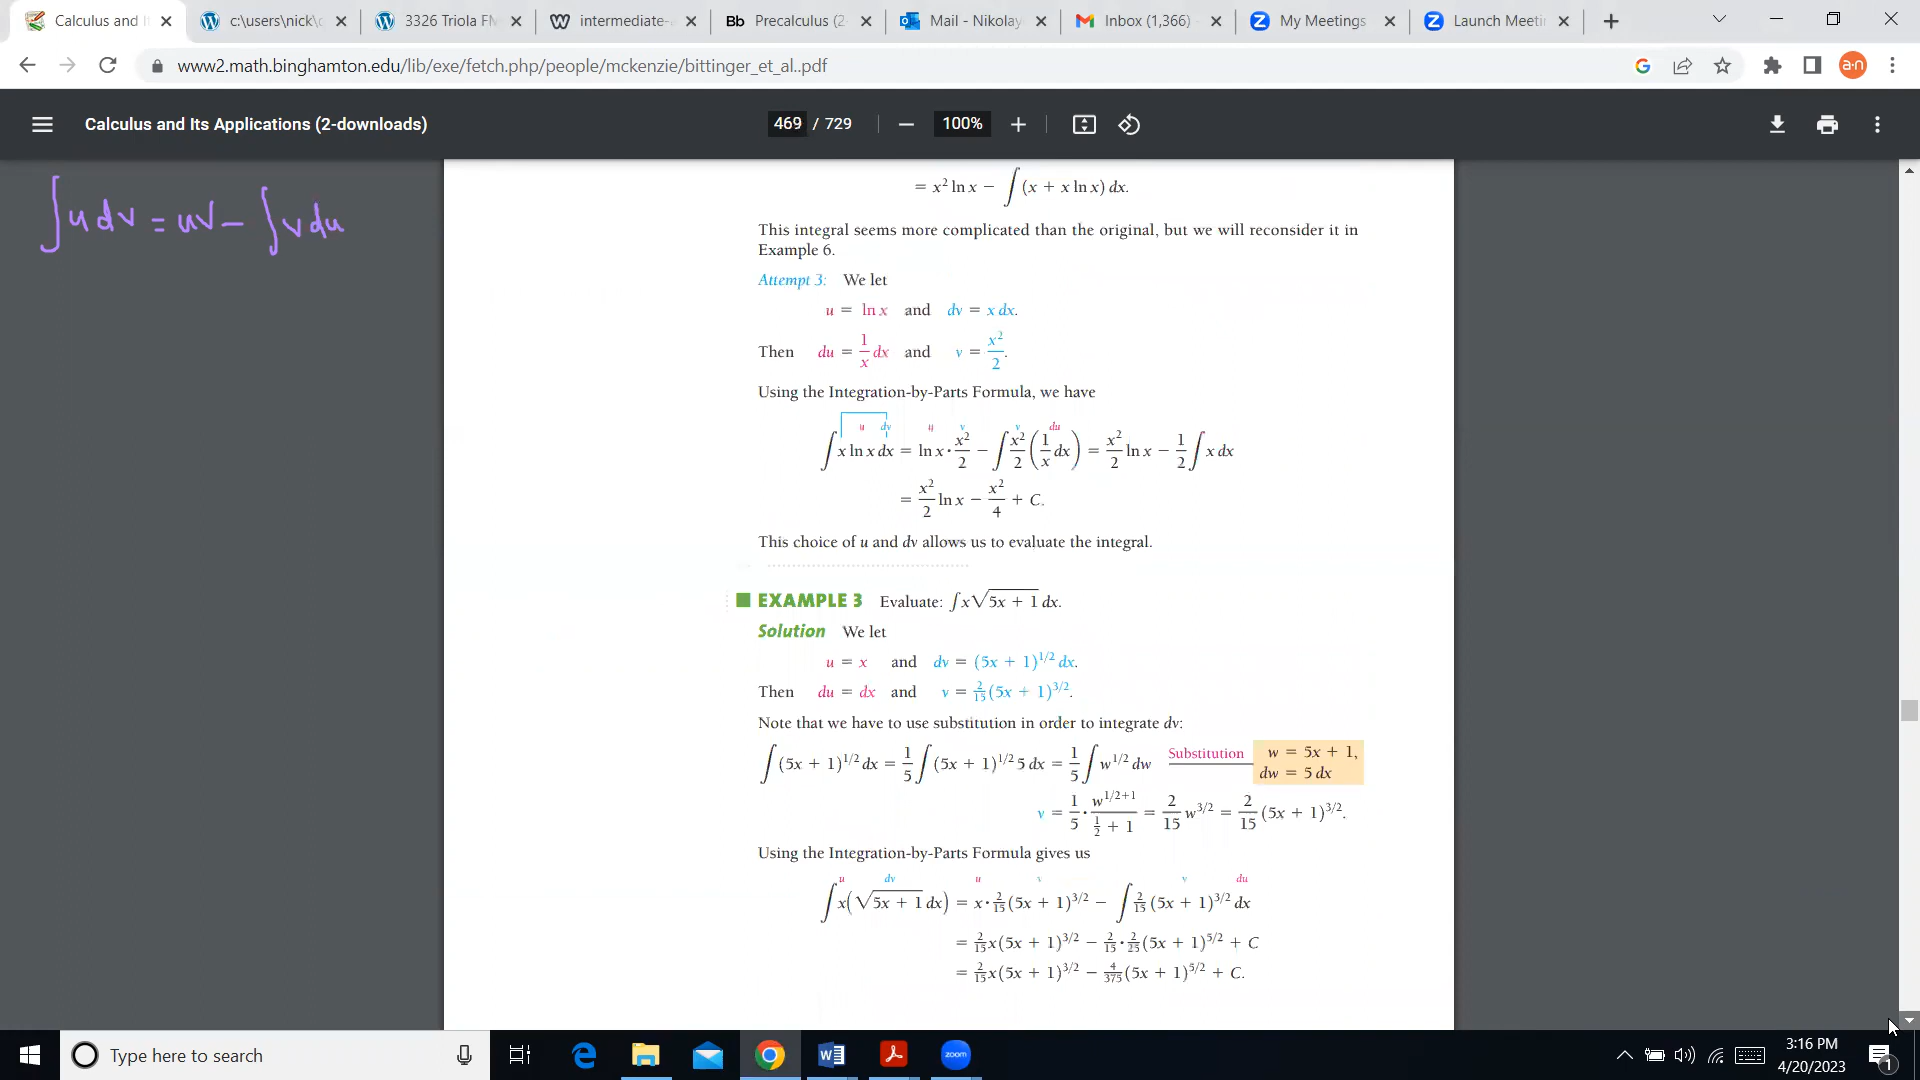 Calculus and I
c:\users\nick\
3326 Triola F
intermediate-
Precalculus (2-
Mail - Nikolay
Inbox (1,366)
My Meetings
Launch Meeti
www2.math.binghamton.edu/lib/exe/fetch.php/people/mckenzie/bittinger_et_al..pdf
a-n
Calculus and Its Applications (2-downloads)
469 / 729
100%
∫ u dv = uv − ∫ v du
= x² ln x − ∫ (x + x ln x) dx.
This integral seems more complicated than the original, but we will reconsider it in
Example 6.
Attempt 3: We let
u = ln x and dv = x dx.
Then du = 1/x dx and v = x²/2.
Using the Integration-by-Parts Formula, we have
u dv u v v du
∫ x ln x dx = ln x · x²/2 − ∫ x²/2 (1/x dx) = x²/2 ln x − 1/2 ∫ x dx
= x²/2 ln x − x²/4 + C.
This choice of u and dv allows us to evaluate the integral.
EXAMPLE 3 Evaluate: ∫x√(5x + 1) dx.
Solution We let
u = x and dv = (5x + 1)^1/2 dx.
Then du = dx and v = 2/15 (5x + 1)^3/2.
Note that we have to use substitution in order to integrate dv:
∫ (5x + 1)^1/2 dx = 1/5 ∫ (5x + 1)^1/2 5 dx = 1/5 ∫ w^1/2 dw Substitution w = 5x + 1,
dw = 5 dx
v = 1/5 · w^(1/2+1)/(1/2 + 1) = 2/15 w^3/2 = 2/15 (5x + 1)^3/2.
Using the Integration-by-Parts Formula gives us
u dv u v v du
∫ x(√(5x + 1) dx) = x · 2/15 (5x + 1)^3/2 − ∫ 2/15 (5x + 1)^3/2 dx
= 2/15 x(5x + 1)^3/2 − 2/15 · 2/25 (5x + 1)^5/2 + C
= 2/15 x(5x + 1)^3/2 − 4/375 (5x + 1)^5/2 + C.
Type here to search
zoom
3:16 PM
4/20/2023
1